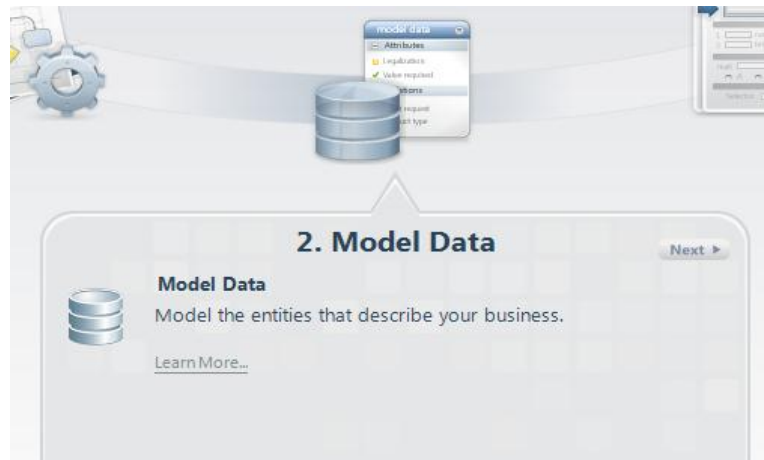 model data
Attributes
Legalization
Value required
2. Model Data
Next
Model Data
Model the entities that describe your business.
Learn More...